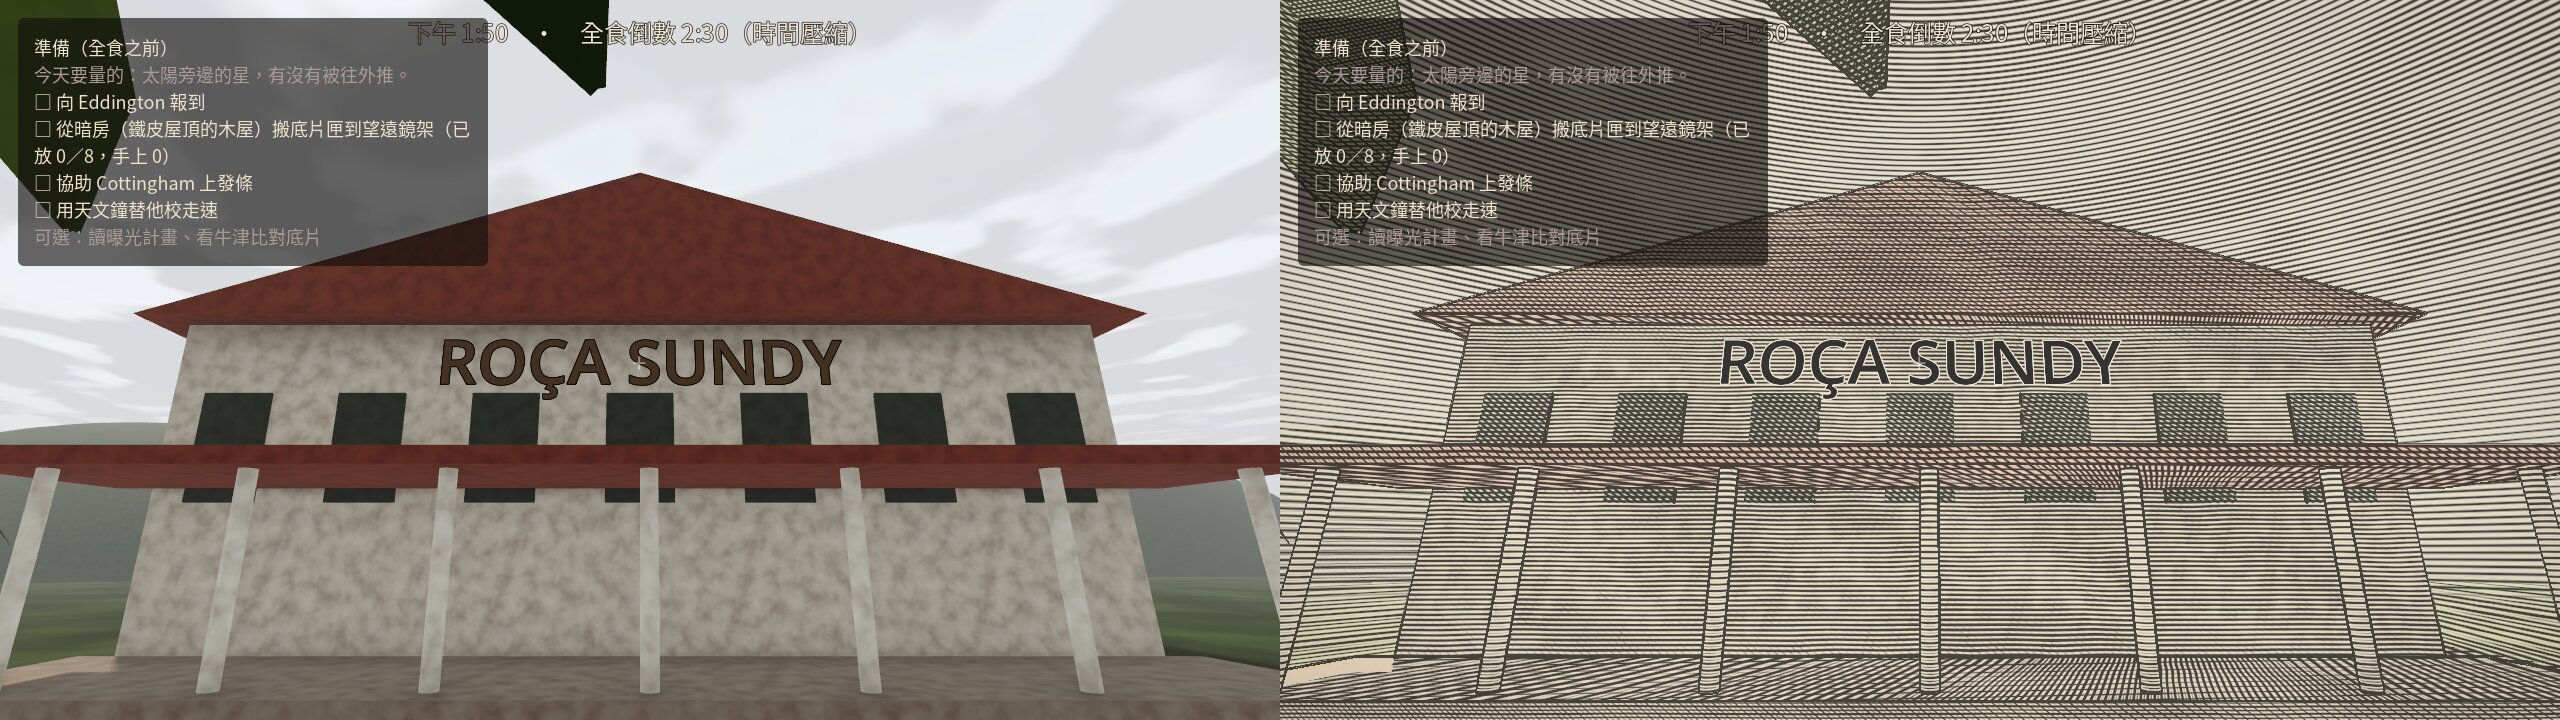 下午 1:50 · 全食倒數 2:30（時間壓縮）
準備（全食之前）
今天要量的：太陽旁邊的星，有沒有被往外推。
□ 向 Eddington 報到
□ 從暗房（鐵皮屋頂的木屋）搬底片匣到望遠鏡架（已
放 0／8，手上 0）
□ 協助 Cottingham 上發條
□ 用天文鐘替他校走速
可選：讀曝光計畫、看牛津比對底片
ROÇA SUNDY
下午 1:50 · 全食倒數 2:30（時間壓縮）
準備（全食之前）
今天要量的：太陽旁邊的星，有沒有被往外推。
□ 向 Eddington 報到
□ 從暗房（鐵皮屋頂的木屋）搬底片匣到望遠鏡架（已
放 0／8，手上 0）
□ 協助 Cottingham 上發條
□ 用天文鐘替他校走速
可選：讀曝光計畫、看牛津比對底片
ROÇA SUNDY